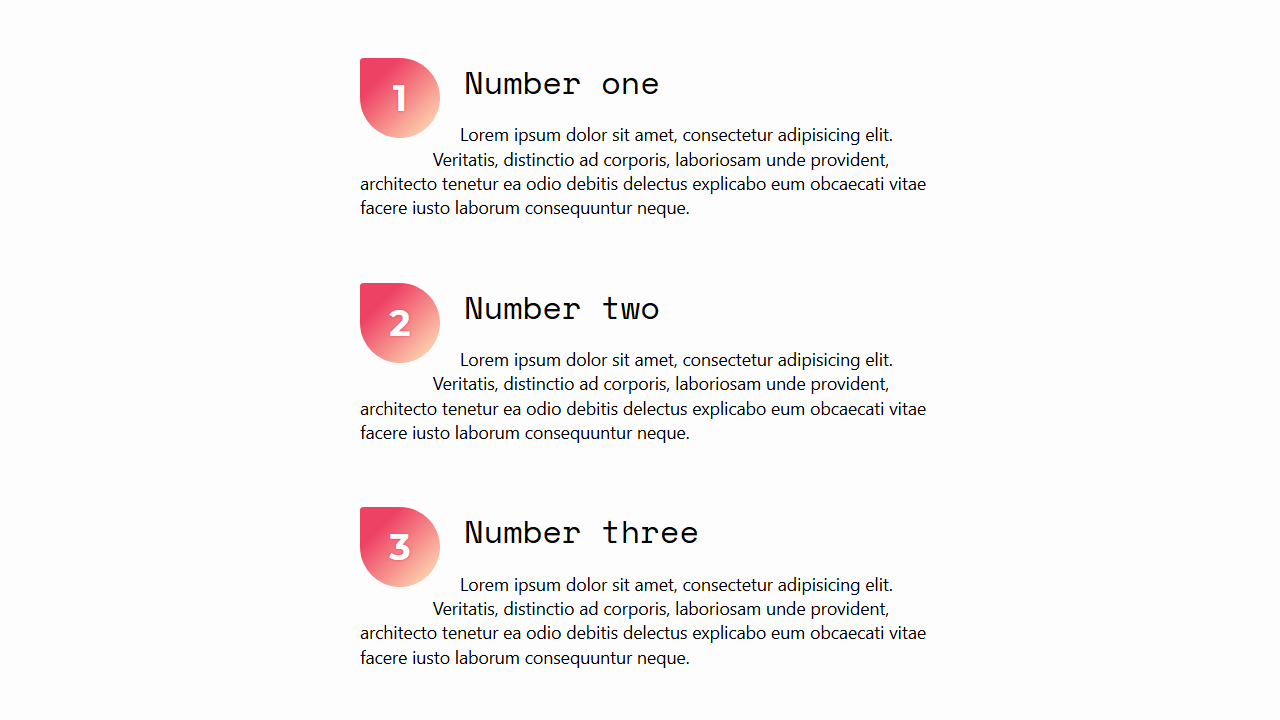 1 Number one
Lorem ipsum dolor sit amet, consectetur adipisicing elit.
Veritatis, distinctio ad corporis, laboriosam unde provident,
architecto tenetur ea odio debitis delectus explicabo eum obcaecati vitae
facere iusto laborum consequuntur neque.
2 Number two
Lorem ipsum dolor sit amet, consectetur adipisicing elit.
Veritatis, distinctio ad corporis, laboriosam unde provident,
architecto tenetur ea odio debitis delectus explicabo eum obcaecati vitae
facere iusto laborum consequuntur neque.
3 Number three
Lorem ipsum dolor sit amet, consectetur adipisicing elit.
Veritatis, distinctio ad corporis, laboriosam unde provident,
architecto tenetur ea odio debitis delectus explicabo eum obcaecati vitae
facere iusto laborum consequuntur neque.